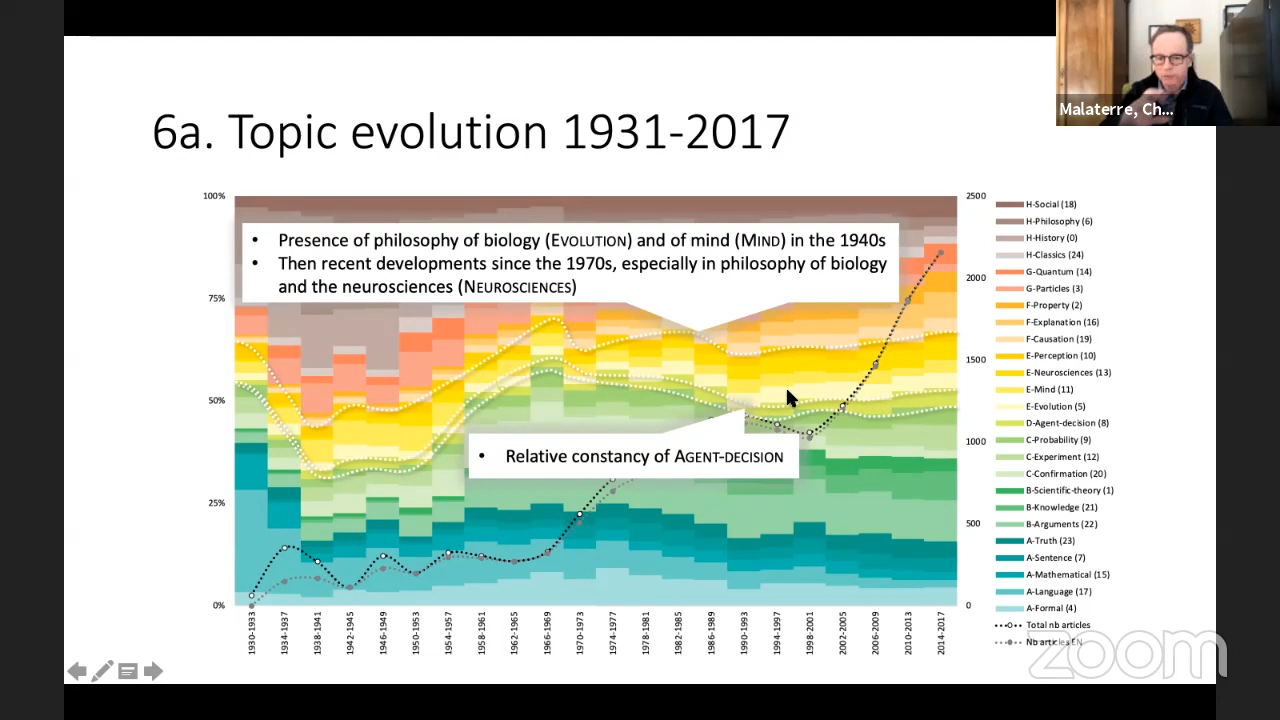 Malaterre, Ch...
6a. Topic evolution 1931-2017
100%
75%
50%
25%
0%
• Presence of philosophy of biology (EVOLUTION) and of mind (MIND) in the 1940s
• Then recent developments since the 1970s, especially in philosophy of biology
and the neurosciences (NEUROSCIENCES)
• Relative constancy of AGENT-DECISION
2500
2000
1500
1000
500
0
1930-1933
1934-1937
1938-1941
1942-1945
1946-1949
1950-1953
1954-1957
1958-1961
1962-1965
1966-1969
1970-1973
1974-1977
1978-1981
1982-1985
1986-1989
1990-1993
1994-1997
1998-2001
2002-2005
2006-2009
2010-2013
2014-2017
H-Social (18)
H-Philosophy (6)
H-History (0)
H-Classics (24)
G-Quantum (14)
G-Particles (3)
F-Property (2)
F-Explanation (16)
F-Causation (19)
E-Perception (10)
E-Neurosciences (13)
E-Mind (11)
E-Evolution (5)
D-Agent-decision (8)
C-Probability (9)
C-Experiment (12)
C-Confirmation (20)
B-Scientific-theory (1)
B-Knowledge (21)
B-Arguments (22)
A-Truth (23)
A-Sentence (7)
A-Mathematical (15)
A-Language (17)
A-Formal (4)
Total nb articles
Nb articles EN
zoom